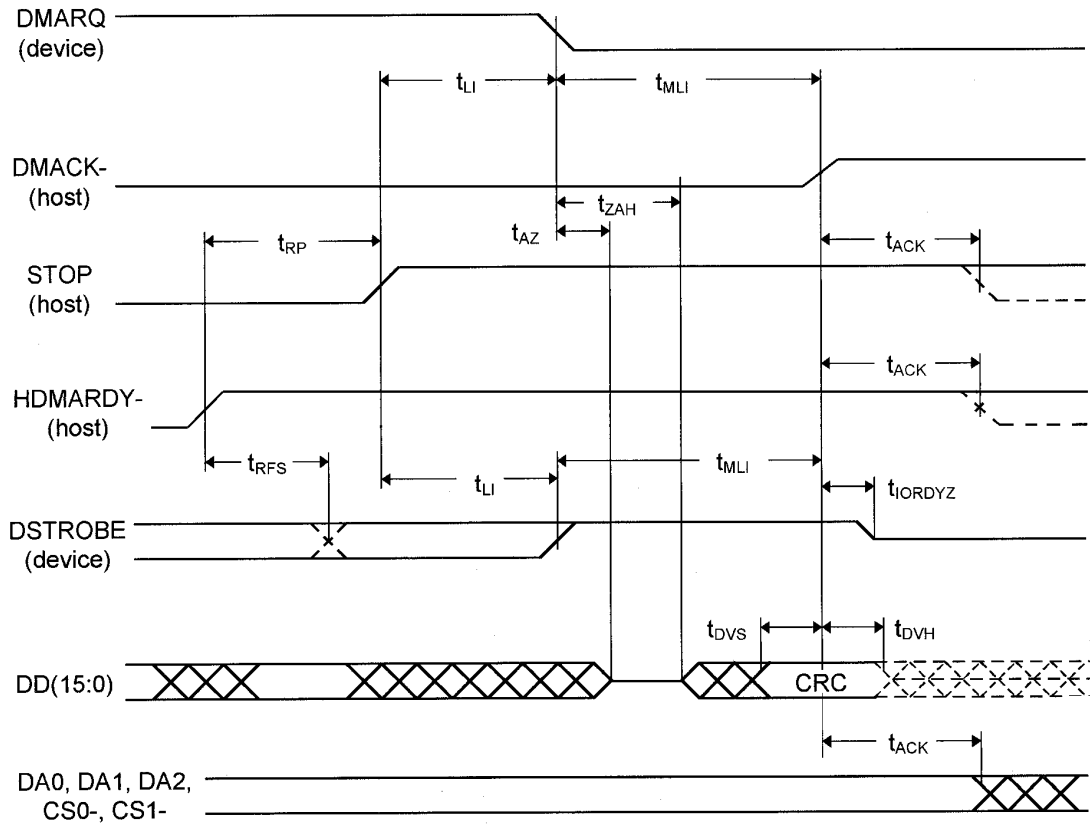 DMARQ
(device)
tLI
tMLI
DMACK-
(host)
tZAH
tAZ
tRP
tACK
STOP
(host)
tACK
HDMARDY-
(host)
tRFS
tLI
tMLI
tIORDYZ
DSTROBE
(device)
tDVS
tDVH
DD(15:0)
CRC
tACK
DA0, DA1, DA2,
CS0-, CS1-